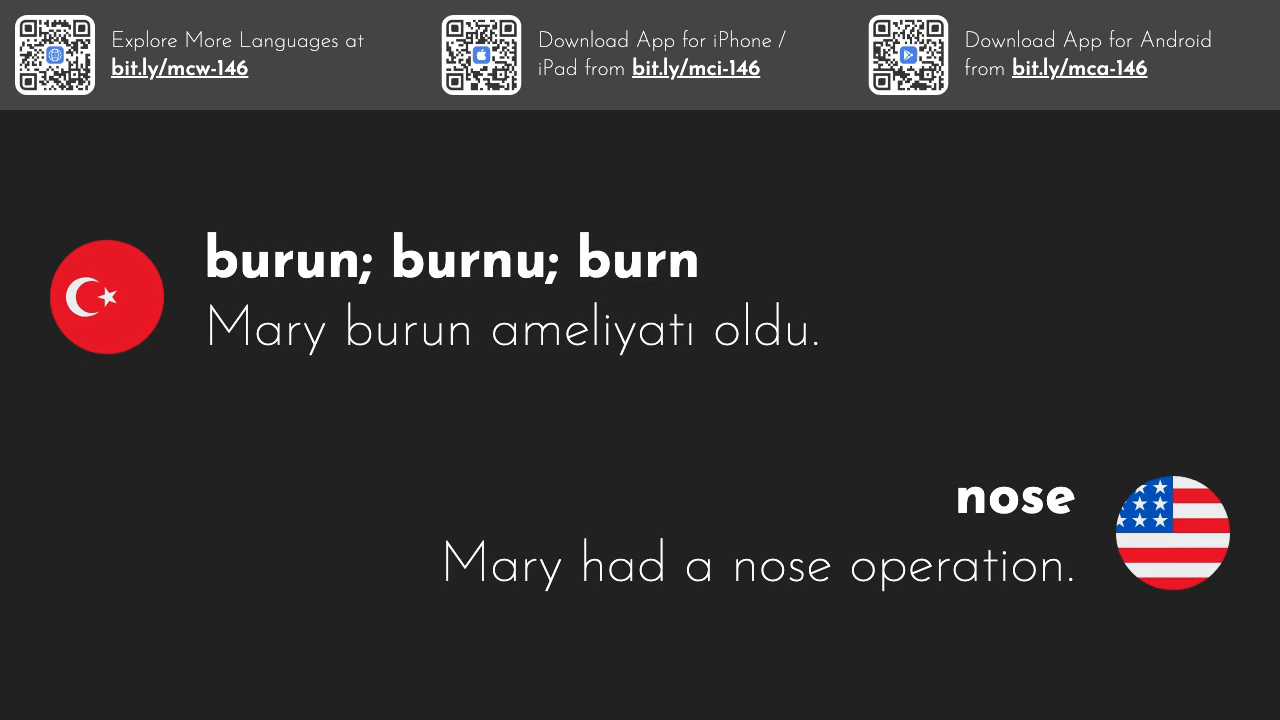 Explore More Languages at
bit.ly/mcw-146
Download App for iPhone /
iPad from bit.ly/mci-146
Download App for Android
from bit.ly/mca-146
burun; burnu; burn
Mary burun ameliyatı oldu.
nose
Mary had a nose operation.